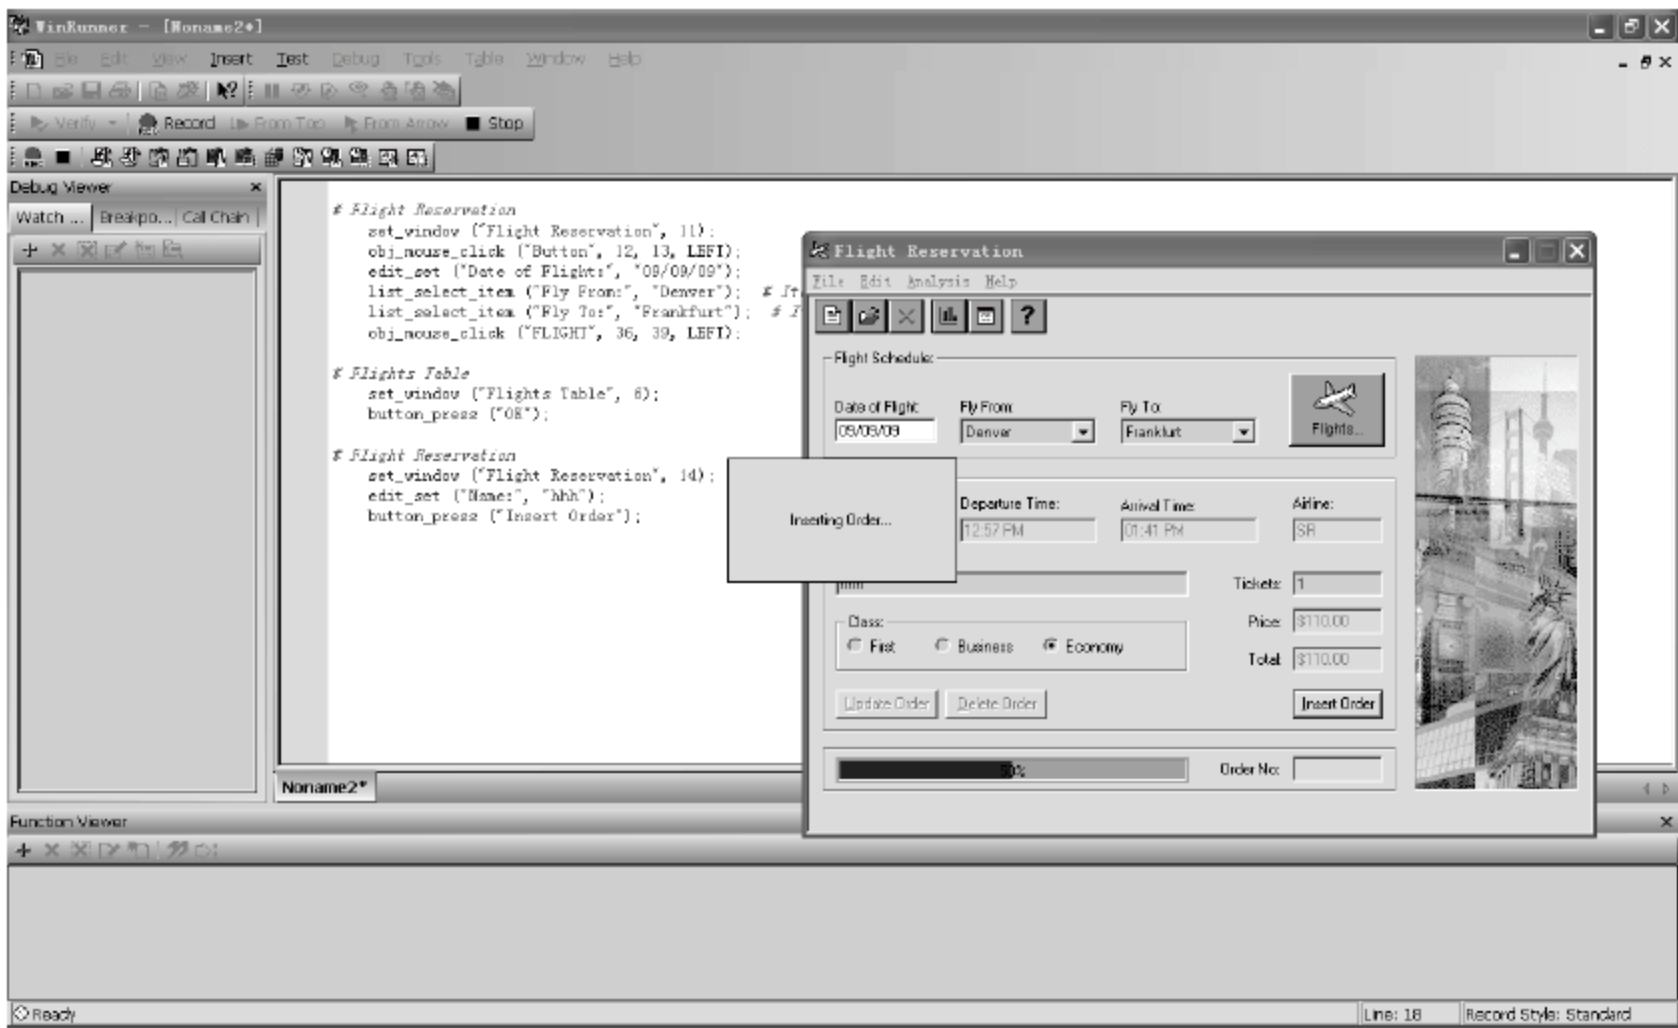 WinRunner - [Noname2*]
File Edit View Insert Test Debug Tools Table Window Help
Verify Record From Top From Arrow Stop
Debug Viewer
Watch ... Breakpo... Call Chain
# Flight Reservation
set_window ("Flight Reservation", 11);
obj_mouse_click ("Button", 12, 13, LEFT);
edit_set ("Date of Flight:", "09/09/09");
list_select_item ("Fly From:", "Denver"); # It
list_select_item ("Fly To:", "Frankfurt"); # I
obj_mouse_click ("FLIGHT", 36, 39, LEFT);
# Flights Table
set_window ("Flights Table", 6);
button_press ("OK");
# Flight Reservation
set_window ("Flight Reservation", 14);
edit_set ("Name:", "hhh");
button_press ("Insert Order");
Noname2*
Flight Reservation
File Edit Analysis Help
Flight Schedule:
Date of Flight: Fly From: Fly To:
09/09/09 Denver Frankfurt Flights...
Inserting Order...
Departure Time: Arrival Time: Airline:
12:57 PM 01:41 PM SR
Tickets: 1
Class:
Price: $110.00
First Business Economy
Total: $110.00
Update Order Delete Order Insert Order
50% Order No:
Function Viewer
Ready Line: 18 Record Style: Standard